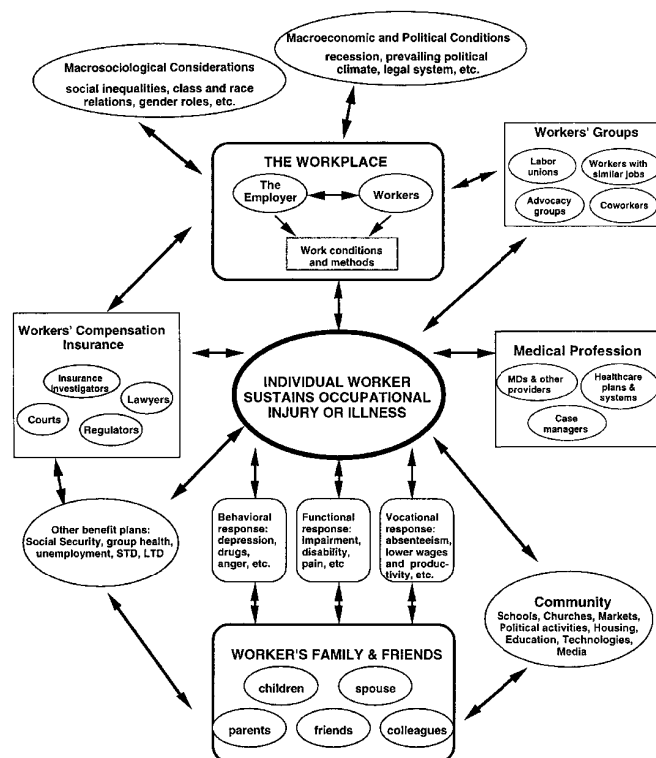 Macroeconomic and Political Conditions
recession, prevailing political
climate, legal system, etc.
Macrosociological Considerations
social inequalities, class and race
relations, gender roles, etc.
THE WORKPLACE
The
Employer
Workers
Work conditions
and methods
Workers' Groups
Labor
unions
Workers with
similar jobs
Advocacy
groups
Coworkers
Workers' Compensation
Insurance
Insurance
investigators
Lawyers
Courts
Regulators
INDIVIDUAL WORKER
SUSTAINS OCCUPATIONAL
INJURY OR ILLNESS
Medical Profession
MDs & other
providers
Healthcare
plans &
systems
Case
managers
Other benefit plans:
Social Security, group health,
unemployment, STD, LTD
Behavioral
response:
depression,
drugs,
anger, etc.
Functional
response:
impairment,
disability,
pain, etc
Vocational
response:
absenteeism,
lower wages
and produc-
tivity, etc.
Community
Schools, Churches, Markets,
Political activities, Housing,
Education, Technologies,
Media
WORKER'S FAMILY & FRIENDS
children
spouse
parents
friends
colleagues